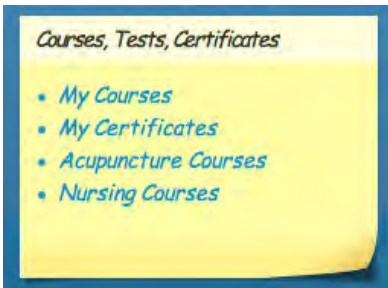 Courses, Tests, Certificates
My Courses
My Certificates
Acupuncture Courses
Nursing Courses